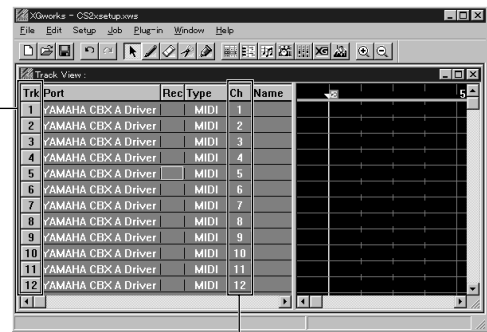 XGworks - CS2xsetup.xws
File Edit Setup Job Plug-in Window Help
XG
Track View :
Trk Port Rec Type Ch Name 5
1 YAMAHA CBX A Driver MIDI 1
2 YAMAHA CBX A Driver MIDI 2
3 YAMAHA CBX A Driver MIDI 3
4 YAMAHA CBX A Driver MIDI 4
5 YAMAHA CBX A Driver MIDI 5
6 YAMAHA CBX A Driver MIDI 6
7 YAMAHA CBX A Driver MIDI 7
8 YAMAHA CBX A Driver MIDI 8
9 YAMAHA CBX A Driver MIDI 9
10 YAMAHA CBX A Driver MIDI 10
11 YAMAHA CBX A Driver MIDI 11
12 YAMAHA CBX A Driver MIDI 12